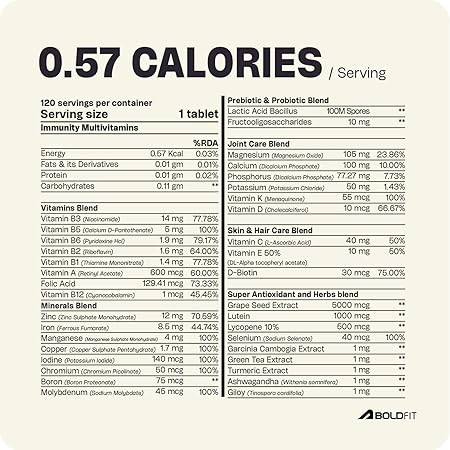 0.57 CALORIES / Serving
120 servings per container
Serving size 1 tablet
Immunity Multivitamins
%RDA
Energy 0.57 Kcal 0.03%
Fats & its Derivatives 0.01 gm 0.01%
Protein 0.01 gm 0.02%
Carbohydrates 0.11 gm **
Vitamins Blend
Vitamin B3 (Niacinamide) 14 mg 77.78%
Vitamin B5 (Calcium D-Pantothenate) 5 mg 100%
Vitamin B6 (Pyridoxine Hcl) 1.9 mg 79.17%
Vitamin B2 (Riboflavin) 1.6 mg 64.00%
Vitamin B1 (Thiamine Mononitrate) 1.4 mg 77.78%
Vitamin A (Retinyl Acetate) 600 mcg 60.00%
Folic Acid 129.41 mcg 73.33%
Vitamin B12 (Cyanocobalamin) 1 mcg 45.45%
Minerals Blend
Zinc (Zinc Sulphate Monohydrate) 12 mg 70.59%
Iron (Ferrous Fumarate) 8.5 mg 44.74%
Manganese (Manganese Sulphate Monohydrate) 4 mg 100%
Copper (Copper Sulphate Pentahydrate) 1.7 mg 100%
Iodine (Potassium Iodide) 140 mcg 100%
Chromium (Chromium Picolinate) 50 mcg 100%
Boron (Boron Proteinate) 75 mcg **
Molybdenum (Sodium Molybdate) 45 mcg 100%
Prebiotic & Probiotic Blend
Lactic Acid Bacillus 100M Spores **
Fructooligosaccharides 10 mg **
Joint Care Blend
Magnesium (Magnesium Oxide) 105 mg 23.86%
Calcium (Dicalcium Phosphate) 100 mg 10.00%
Phosphorus (Dicalcium Phosphate) 77.27 mg 7.73%
Potassium (Potassium Chloride) 50 mg 1.43%
Vitamin K (Menaquinone) 55 mcg 100%
Vitamin D (Cholecalciferol) 10 mcg 66.67%
Skin & Hair Care Blend
Vitamin C (L-Ascorbic Acid) 40 mg 50%
Vitamin E 50% 10 mg 50%
(DL-Alpha tocopheryl acetate)
D-Biotin 30 mcg 75.00%
Super Antioxidant and Herbs blend
Grape Seed Extract 5000 mcg **
Lutein 1000 mcg **
Lycopene 10% 500 mcg **
Selenium (Sodium Selenate) 40 mcg 100%
Garcinia Cambogia Extract 1 mg **
Green Tea Extract 1 mg **
Turmeric Extract 1 mg **
Ashwagandha (Withania somnifera) 1 mg **
Giloy (Tinospora cordifolia) 1 mg **
BOLDFIT